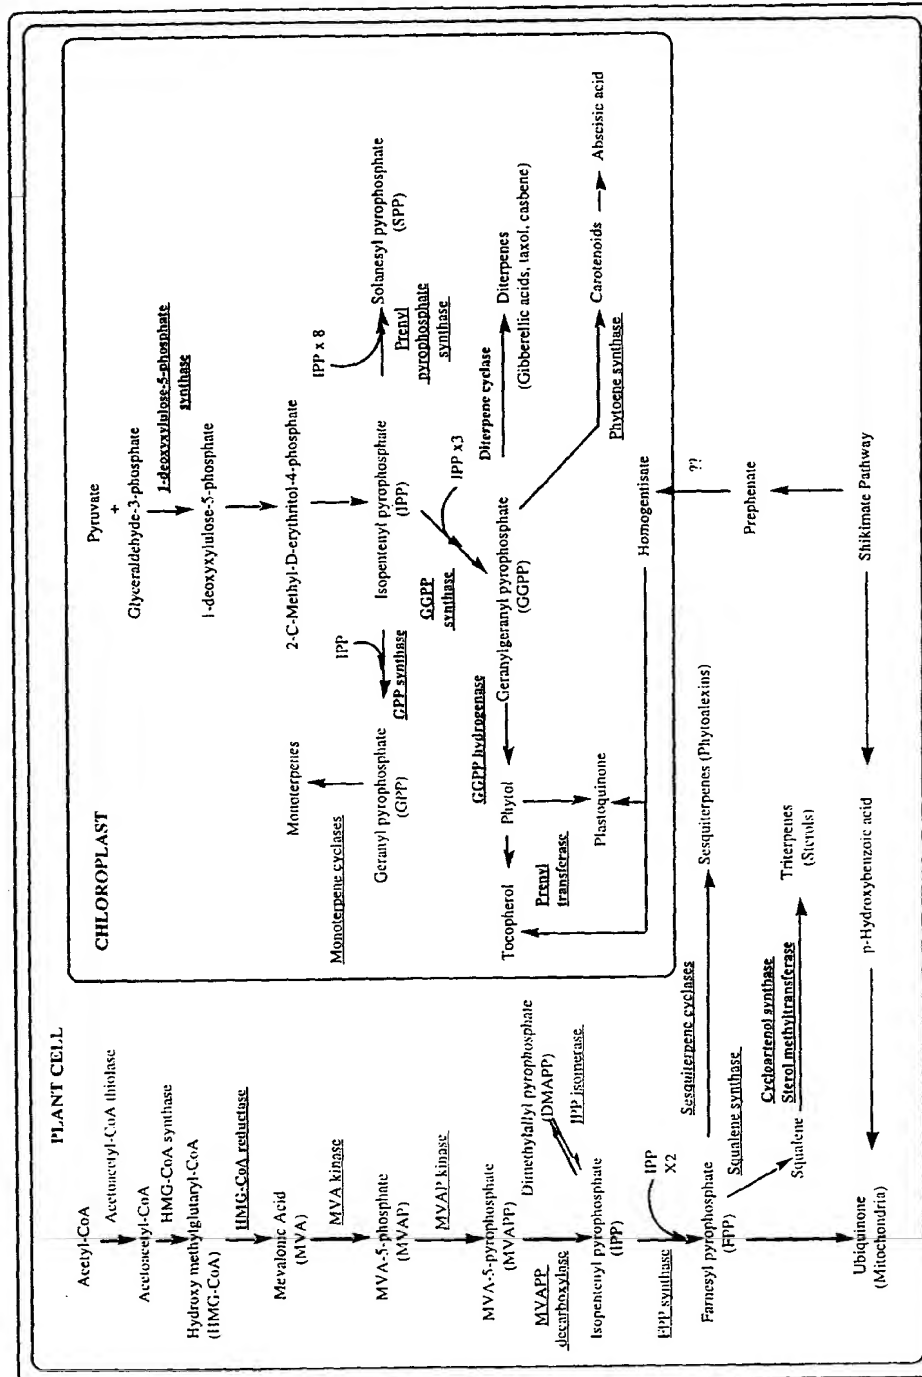 PLANT CELL
Acetyl-CoA
Acetoacetyl-CoA thiolase
Acetoacetyl-CoA
HMG-CoA synthase
Hydroxy methylglutaryl-CoA
(HMG-CoA)
HMG-CoA reductase
Mevalonic Acid
(MVA)
MVA kinase
MVA-5-phosphate
(MVAP)
MVAP kinase
MVA-5-pyrophosphate
(MVAPP)
MVAPP
decarboxylase
Dimethylallyl pyrophosphate
(DMAPP)
IPP isomerase
Isopentenyl pyrophosphate
(IPP)
FPP synthase
IPP
X2
Farnesyl pyrophosphate
(FPP)
Sesquiterpene cyclases
Sesquiterpenes (Phytoalexins)
Squalene synthase
Squalene
Cycloartenol synthase
Sterol methyltransferase
Triterpenes
(Sterols)
Ubiquinone
(Mitochondria)
p-Hydroxybenzoic acid
Shikimate Pathway
Prephenate
??
Homogentisate
CHLOROPLAST
Pyruvate
+
Glyceraldehyde-3-phosphate
1-deoxyxylulose-5-phosphate
synthase
1-deoxyxylulose-5-phosphate
2-C-Methyl-D-erythritol-4-phosphate
Isopentenyl pyrophosphate
(IPP)
IPP x 8
Solanesyl pyrophosphate
(SPP)
Prenyl
pyrophosphate
synthase
IPP
GPP synthase
Geranyl pyrophosphate
(GPP)
Monoterpene cyclases
Monoterpenes
GGPP
synthase
IPP x3
Geranylgeranyl pyrophosphate
(GGPP)
Diterpene cyclase
Diterpenes
(Gibberellic acids, taxol, casbene)
Phytoene synthase
Carotenoids
Abscisic acid
GGPP hydrogenase
Phytol
Tocopherol
Prenyl
transferase
Plastoquinone